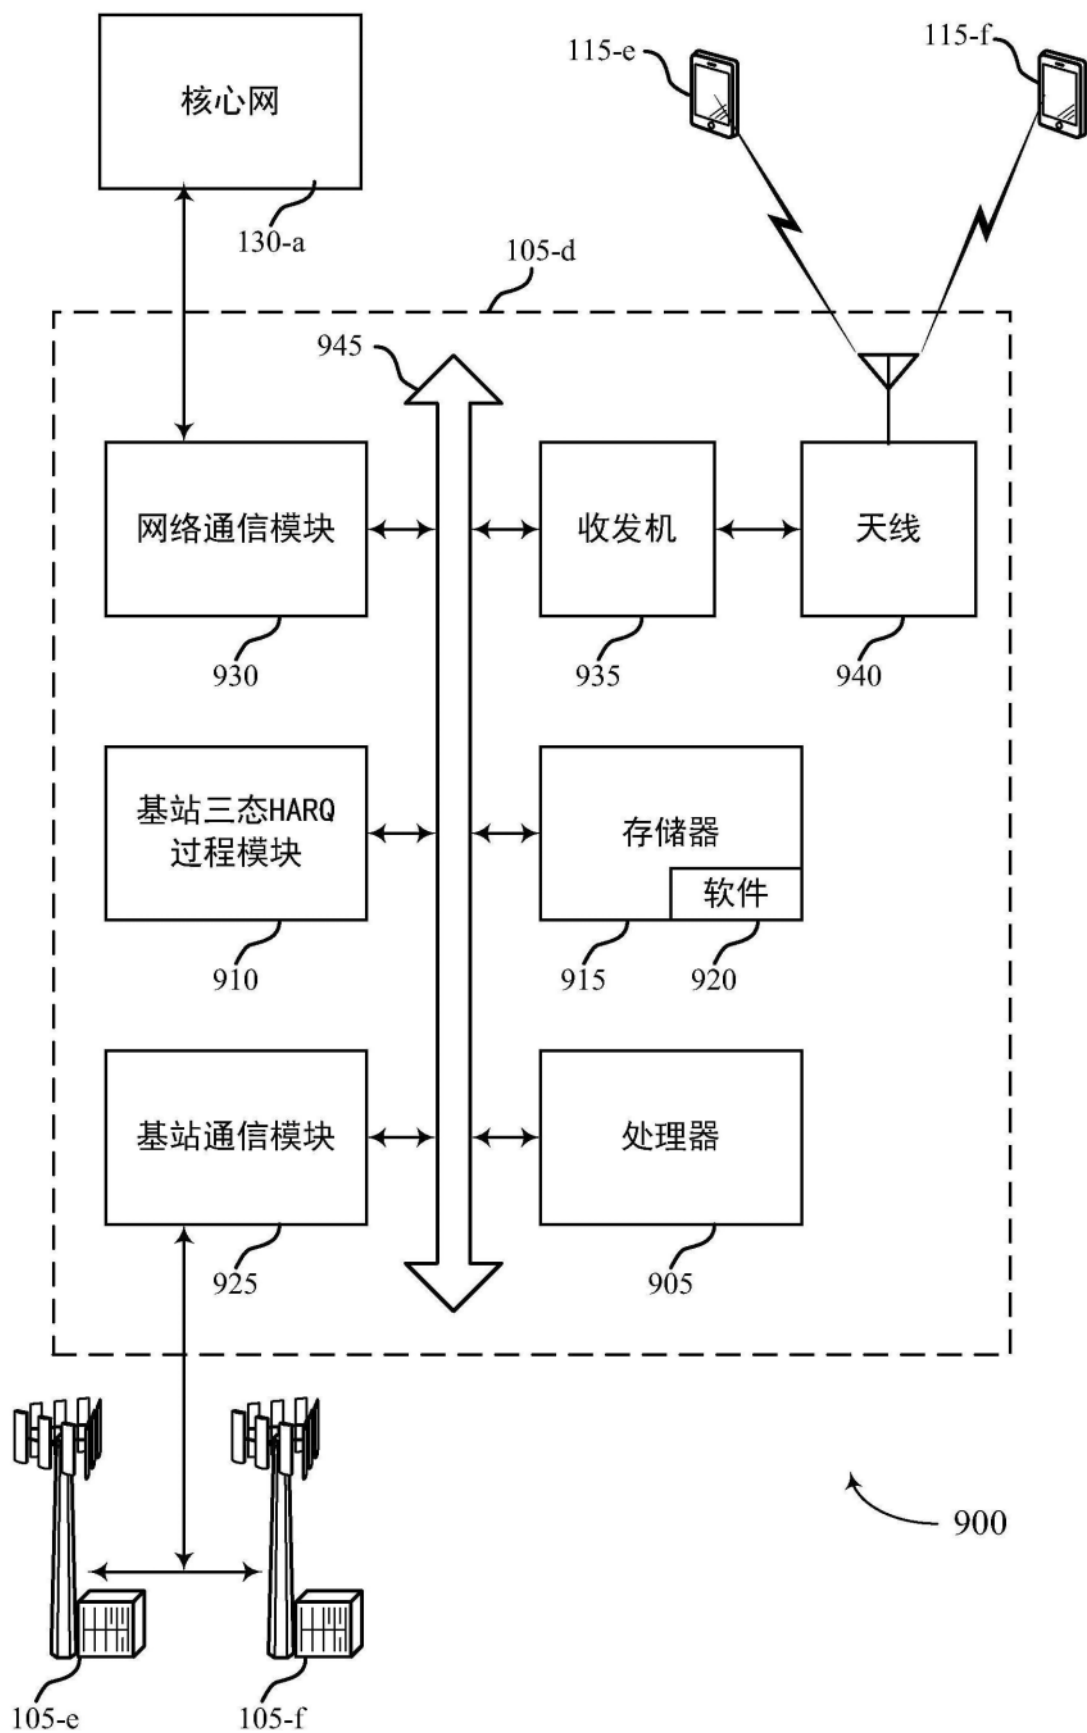 核心网
130-a
115-e
115-f
105-d
945
网络通信模块
930
收发机
935
天线
940
基站三态HARQ
过程模块
910
存储器
软件
915
920
基站通信模块
925
处理器
905
105-e
105-f
900